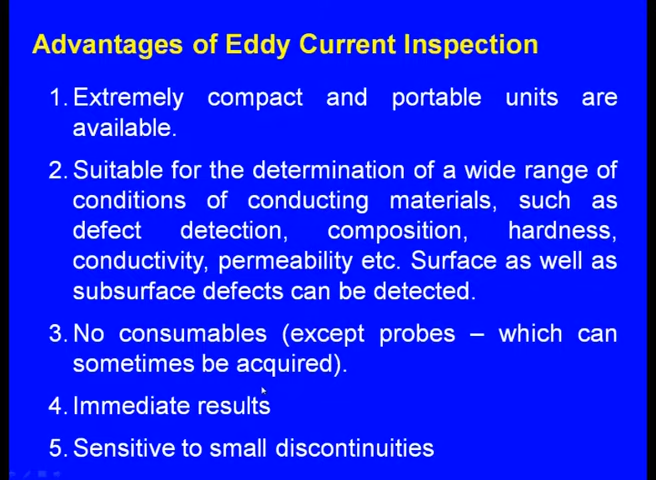 Advantages of Eddy Current Inspection
1. Extremely compact and portable units are
available.
2. Suitable for the determination of a wide range of
conditions of conducting materials, such as
defect detection, composition, hardness,
conductivity, permeability etc. Surface as well as
subsurface defects can be detected.
3. No consumables (except probes – which can
sometimes be acquired).
4. Immediate results
5. Sensitive to small discontinuities